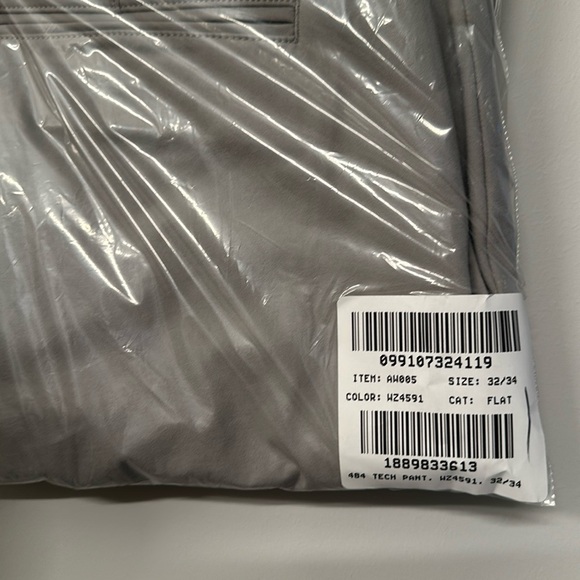 099107324119
ITEM: AW005 SIZE: 32/34
COLOR: WZ4591 CAT: FLAT
1889833613
484 TECH PANT, WZ4591, 32/34